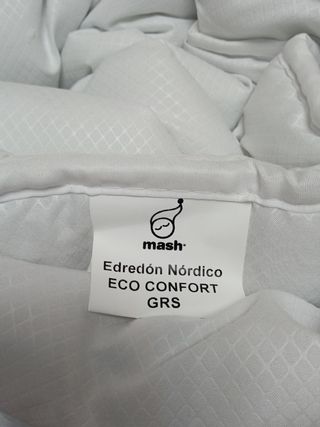 mash®
Edredón Nórdico
ECO CONFORT
GRS